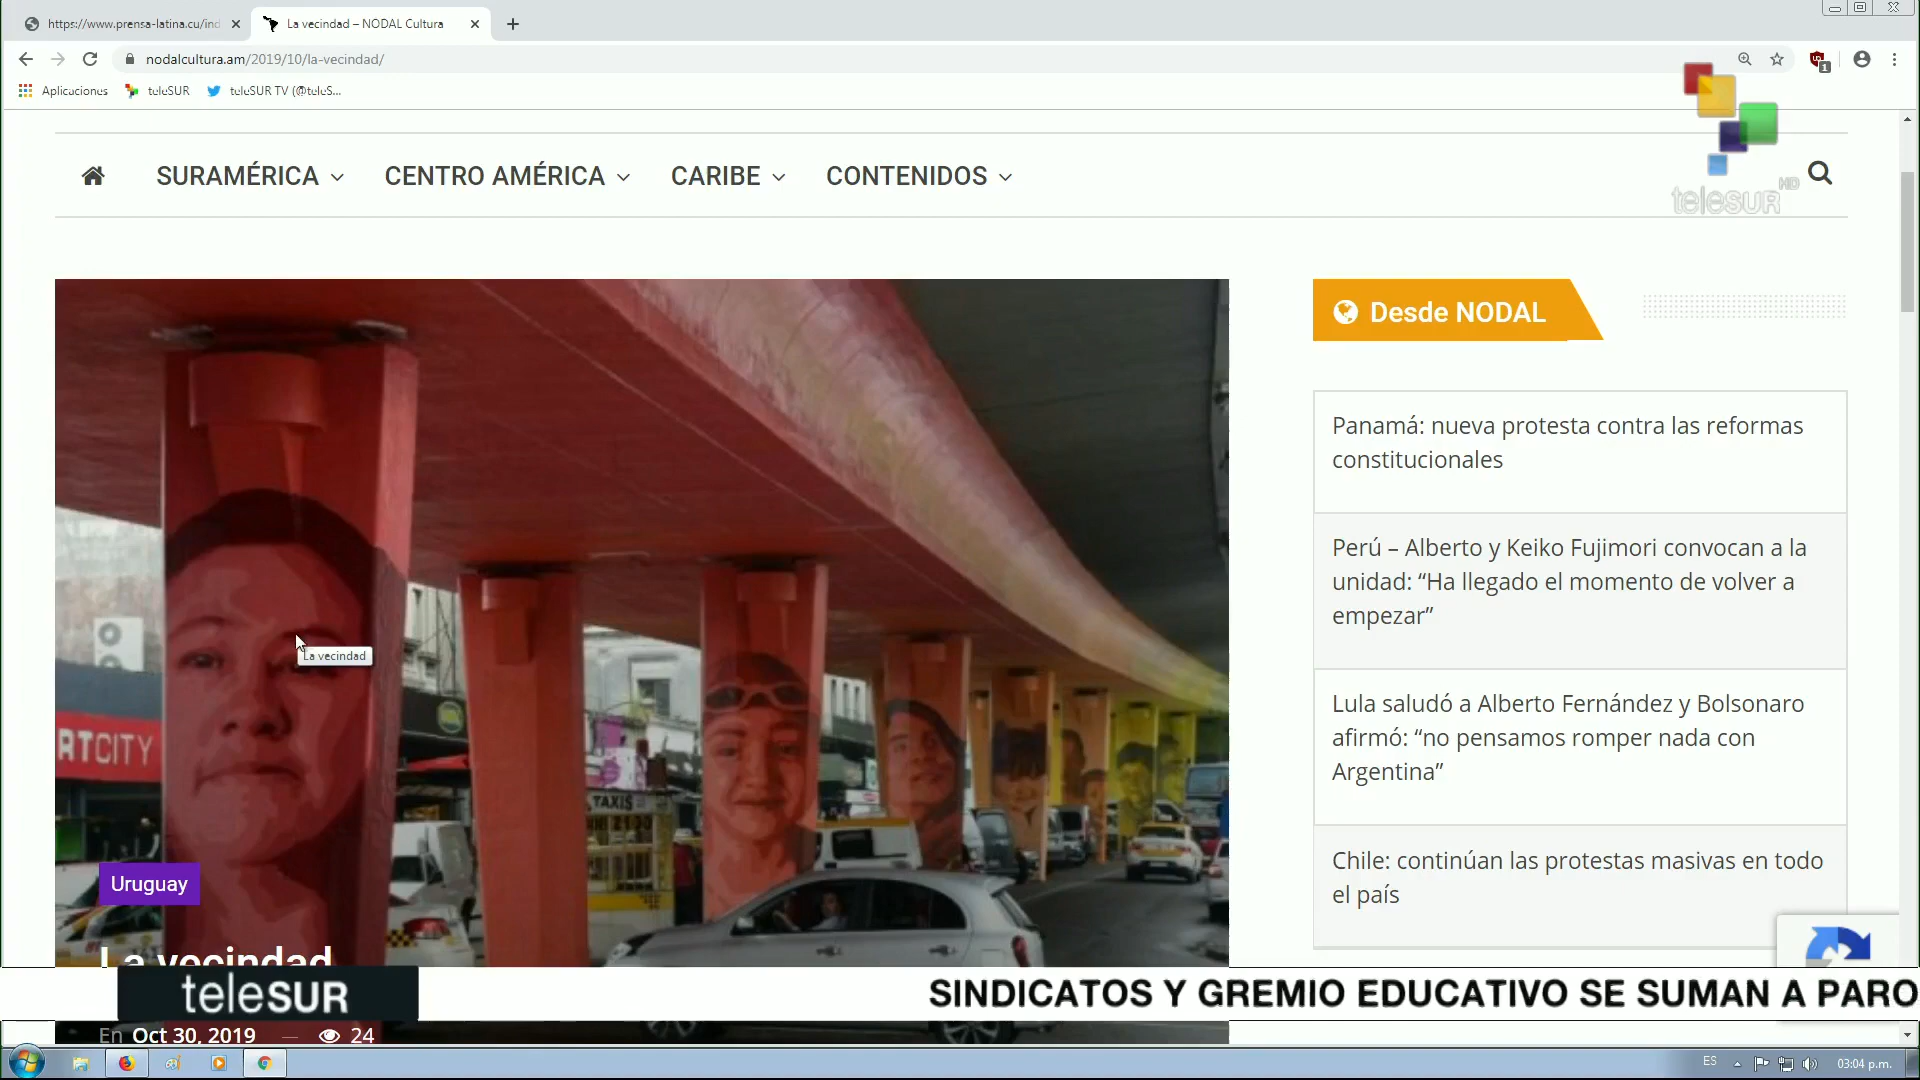 https://www.prensa-latina.cu/ind
La vecindad – NODAL Cultura
nodalcultura.am/2019/10/la-vecindad/
Aplicaciones
teleSUR
teleSUR TV (@teleS...
1
SURAMÉRICA
CENTRO AMÉRICA
CARIBE
CONTENIDOS
teleSUR HD
Desde NODAL
Panamá: nueva protesta contra las reformas
constitucionales
Perú – Alberto y Keiko Fujimori convocan a la
unidad: “Ha llegado el momento de volver a
empezar”
Lula saludó a Alberto Fernández y Bolsonaro
afirmó: “no pensamos romper nada con
Argentina”
Chile: continúan las protestas masivas en todo
el país
La vecindad
RTCITY
TAXIS
Uruguay
La vecindad
teleSUR
SINDICATOS Y GREMIO EDUCATIVO SE SUMAN A PARO
En Oct 30, 2019 — 24
ES
03:04 p.m.